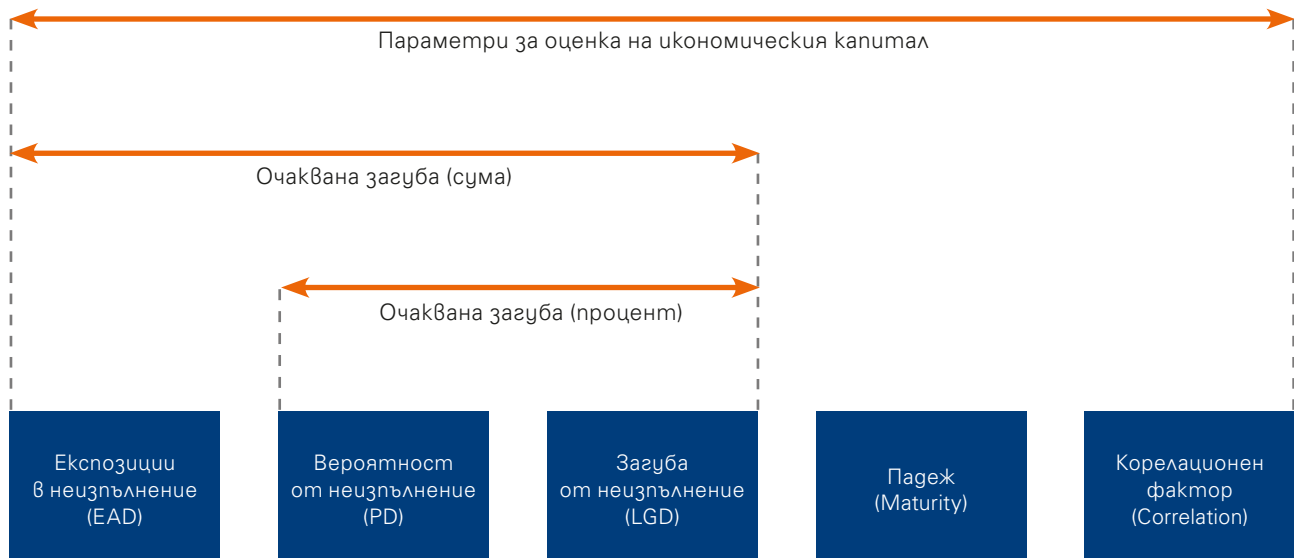 Параметри за оценка на икономическия капитал
Очаквана загуба (сума)
Очаквана загуба (процент)
Експозиции
в неизпълнение
(EAD)
Вероятност
от неизпълнение
(PD)
Загуба
от неизпълнение
(LGD)
Падеж
(Maturity)
Корелационен
фактор
(Correlation)